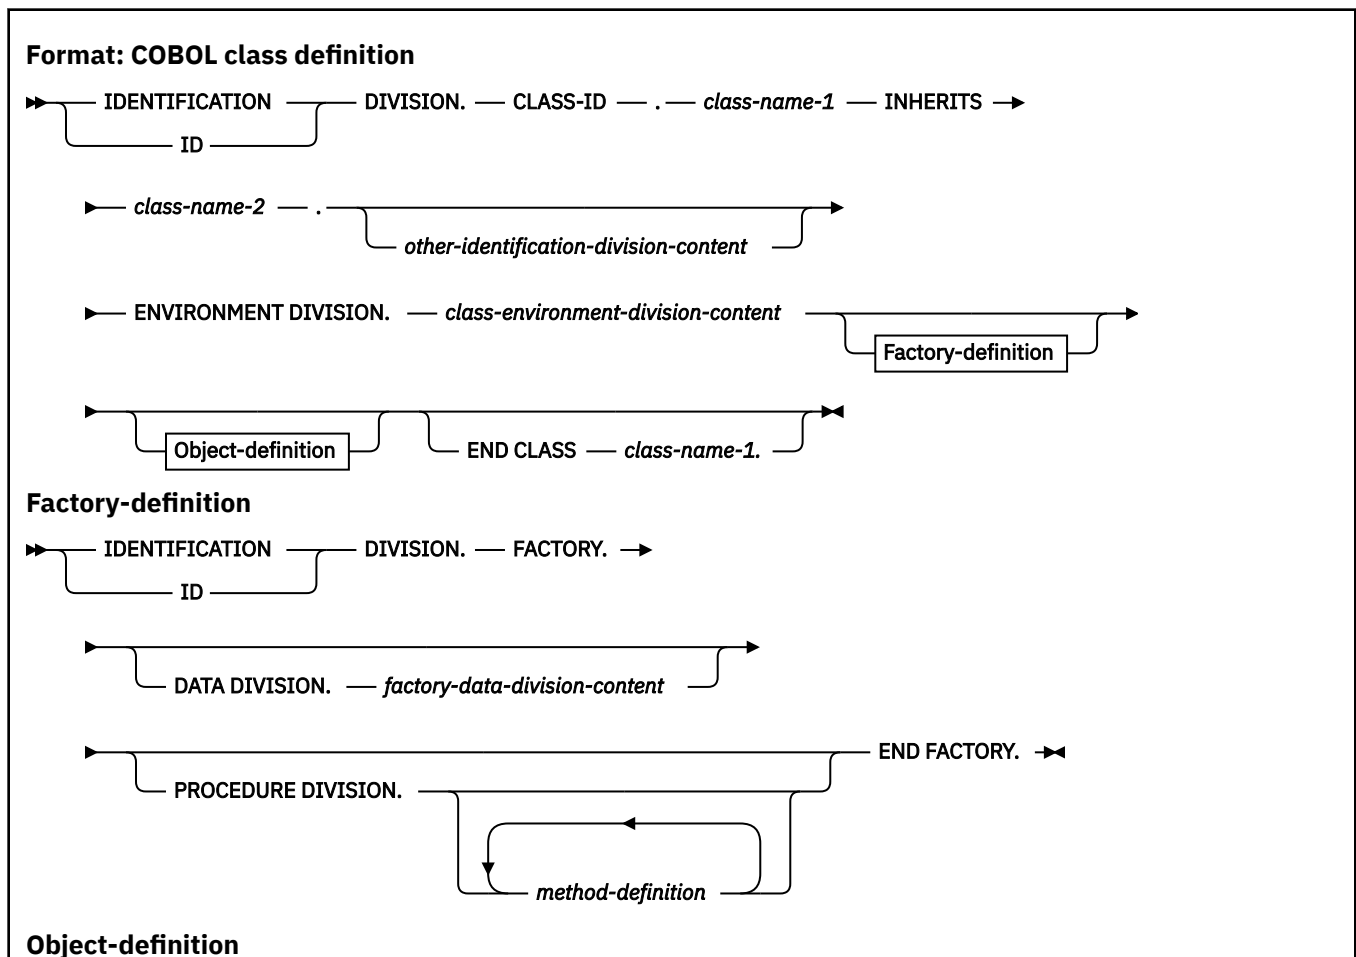 Format: COBOL class definition
IDENTIFICATION DIVISION. CLASS-ID . class-name-1 INHERITS
ID
class-name-2 .
other-identification-division-content
ENVIRONMENT DIVISION. class-environment-division-content
Factory-definition
Object-definition END CLASS class-name-1.
Factory-definition
IDENTIFICATION DIVISION. FACTORY.
ID
DATA DIVISION. factory-data-division-content
END FACTORY.
PROCEDURE DIVISION.
method-definition
Object-definition